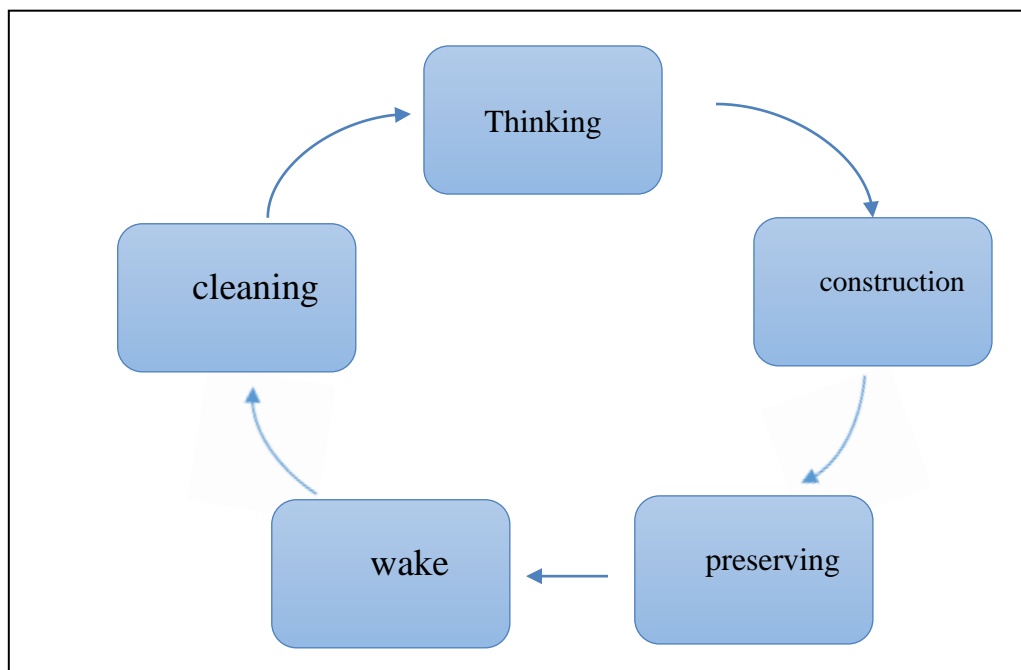 Thinking
construction
preserving
wake
cleaning